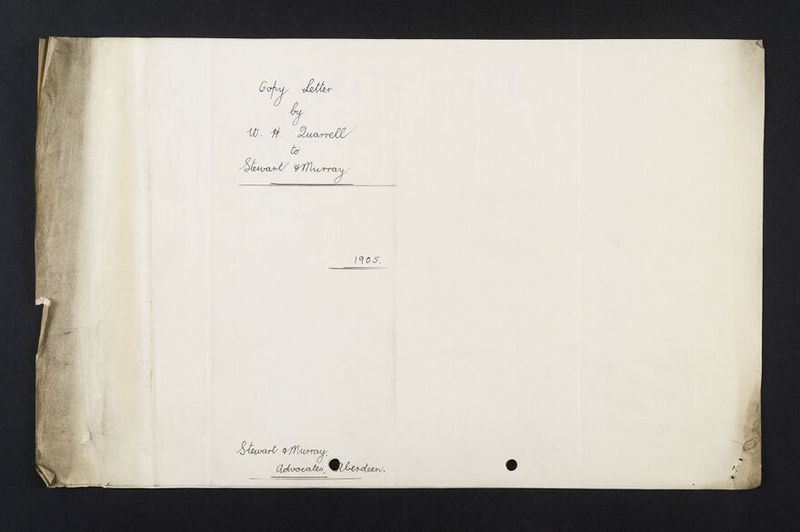 Copy Letter
by
W. H. Quarrell
to
Stewart & Murray
1905.
Stewart & Murray,
Advocates, Aberdeen.